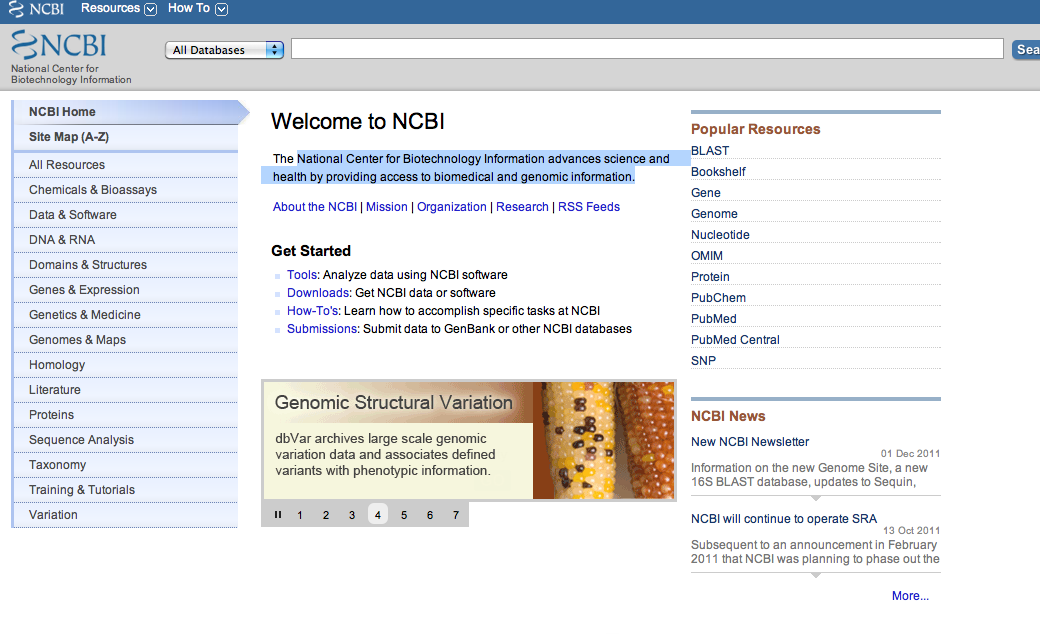 NCBI Resources How To
NCBI
National Center for
Biotechnology Information
All Databases
Sea
NCBI Home
Site Map (A-Z)
All Resources
Chemicals & Bioassays
Data & Software
DNA & RNA
Domains & Structures
Genes & Expression
Genetics & Medicine
Genomes & Maps
Homology
Literature
Proteins
Sequence Analysis
Taxonomy
Training & Tutorials
Variation
Welcome to NCBI
The National Center for Biotechnology Information advances science and
health by providing access to biomedical and genomic information.
About the NCBI | Mission | Organization | Research | RSS Feeds
Get Started
Tools: Analyze data using NCBI software
Downloads: Get NCBI data or software
How-To's: Learn how to accomplish specific tasks at NCBI
Submissions: Submit data to GenBank or other NCBI databases
Genomic Structural Variation
dbVar archives large scale genomic
variation data and associates defined
variants with phenotypic information.
1 2 3 4 5 6 7
Popular Resources
BLAST
Bookshelf
Gene
Genome
Nucleotide
OMIM
Protein
PubChem
PubMed
PubMed Central
SNP
NCBI News
New NCBI Newsletter
01 Dec 2011
Information on the new Genome Site, a new
16S BLAST database, updates to Sequin,
NCBI will continue to operate SRA
13 Oct 2011
Subsequent to an announcement in February
2011 that NCBI was planning to phase out the
More...